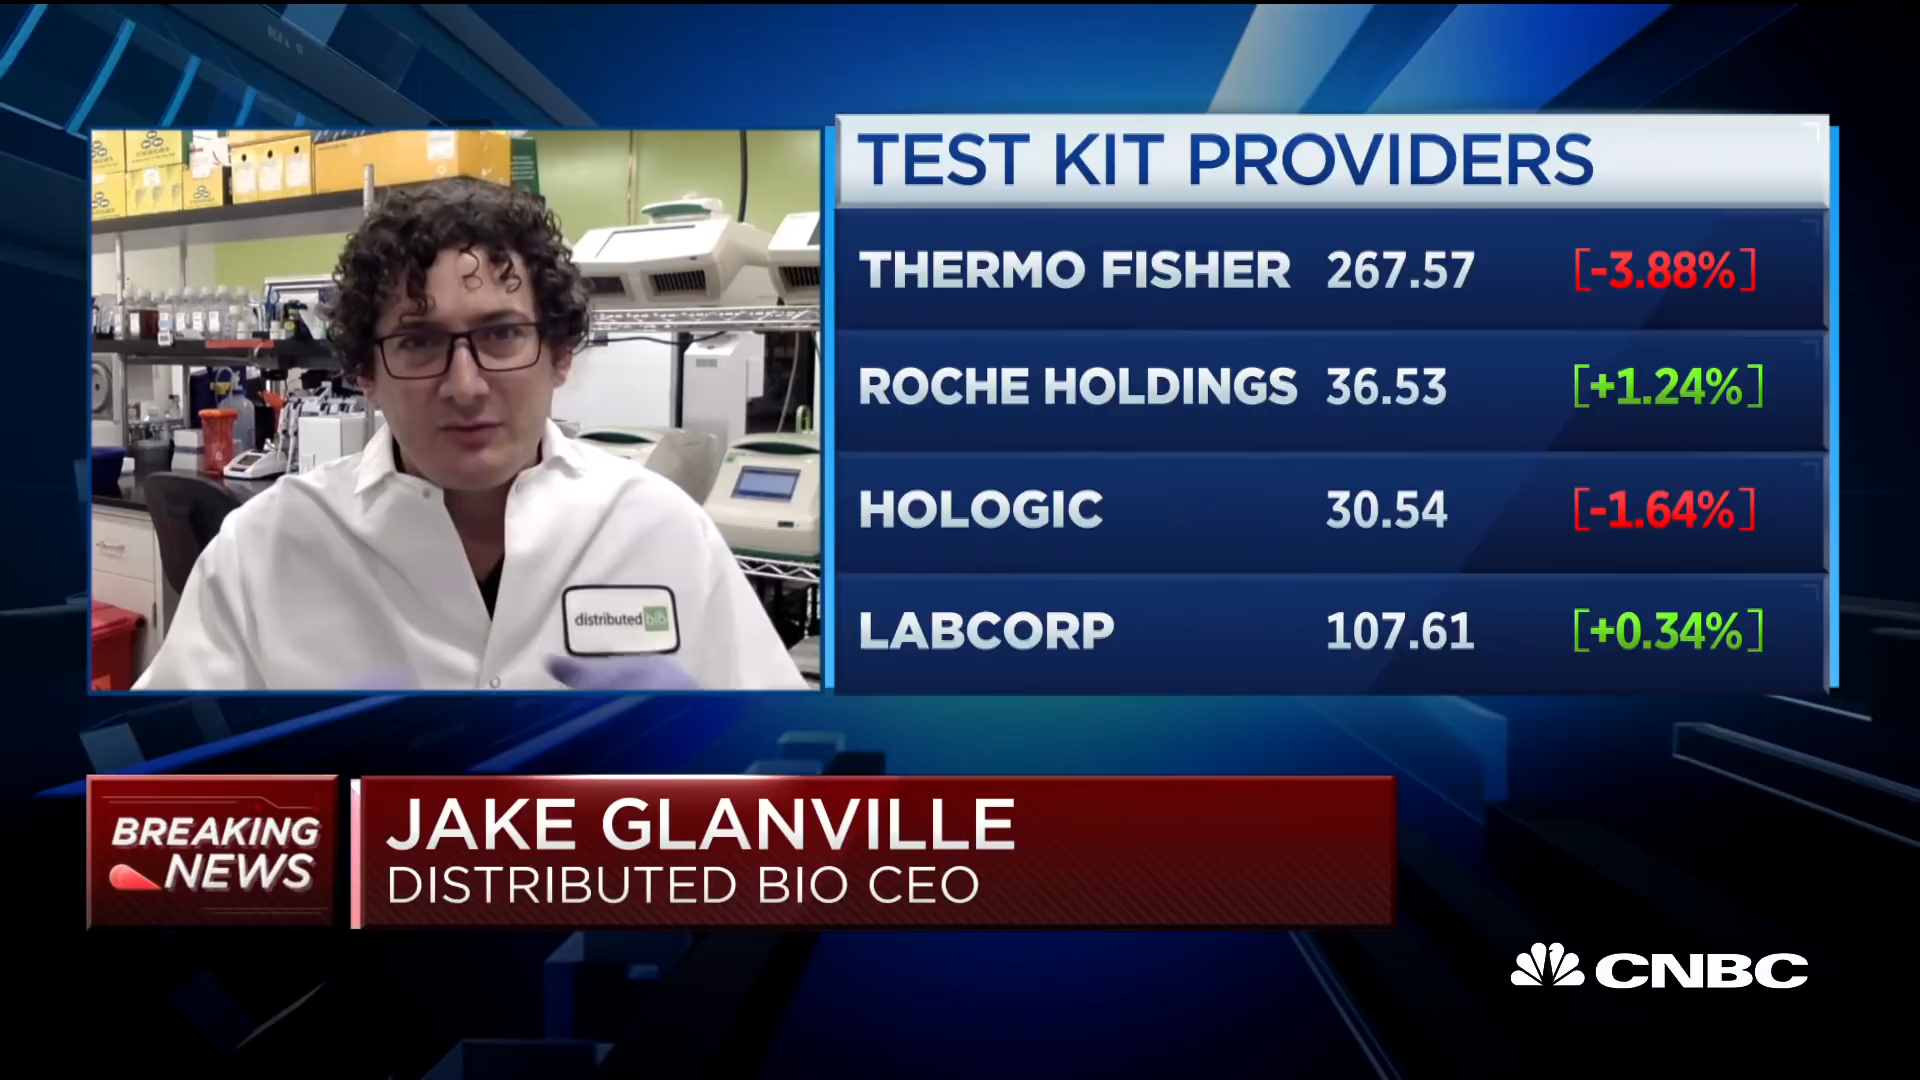 TEST KIT PROVIDERS
THERMO FISHER 267.57 [-3.88%]
ROCHE HOLDINGS 36.53 [+1.24%]
HOLOGIC 30.54 [-1.64%]
LABCORP 107.61 [+0.34%]
distributed bio
BREAKING
NEWS
JAKE GLANVILLE
DISTRIBUTED BIO CEO
CNBC